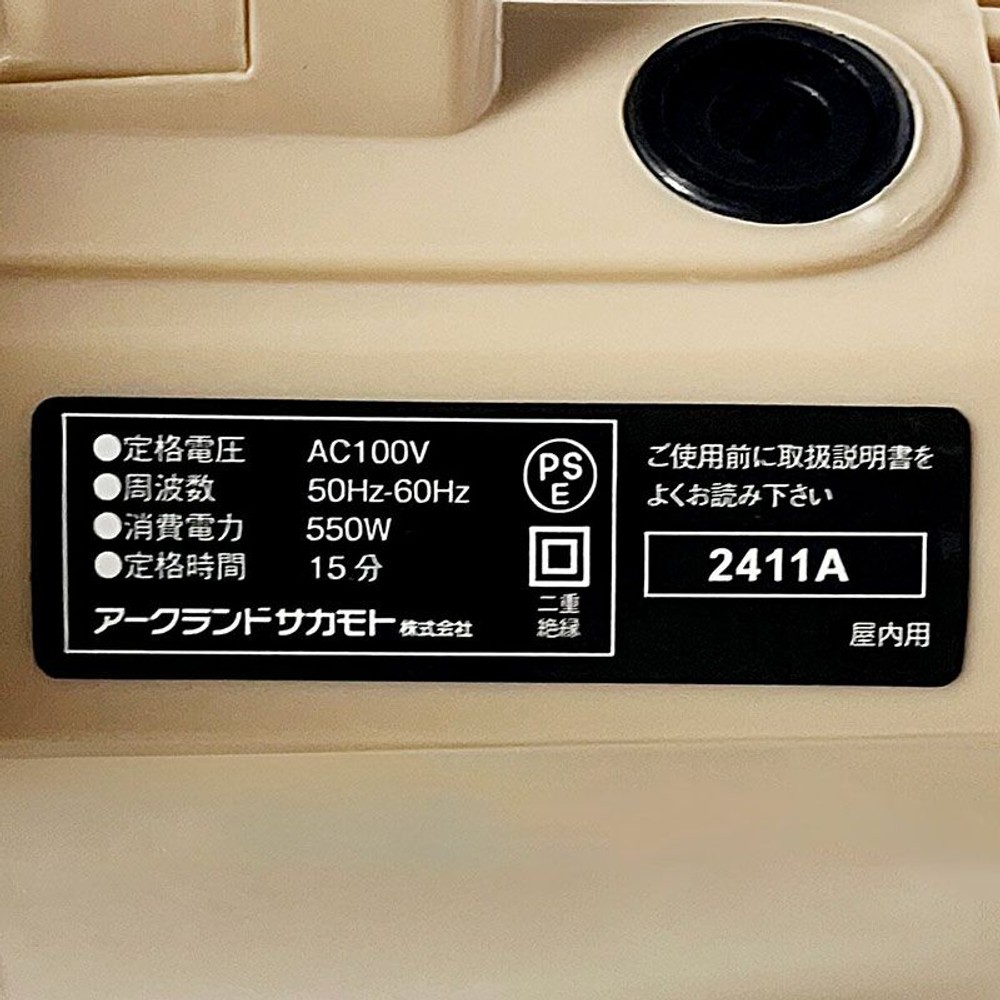 ●定格電圧 AC100V
●周波数 50Hz-60Hz
●消費電力 550W
●定格時間 15分
アークランドサカモト株式会社
PS
E
二重
絶縁
ご使用前に取扱説明書を
よくお読み下さい
2411A
屋内用